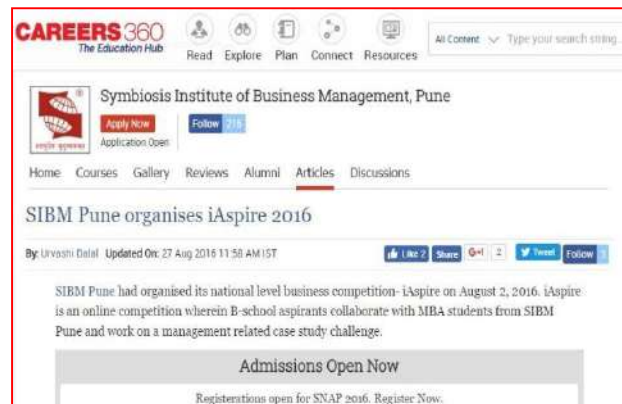 CAREERS360
The Education Hub
Read Explore Plan Connect Resources
All Content Type your search string...
Symbiosis Institute of Business Management, Pune
Apply Now Follow 216
Application Open
Home Courses Gallery Reviews Alumni Articles Discussions
SIBM Pune organises iAspire 2016
By: Urvashi Dalal Updated On: 27 Aug 2016 11:58 AM IST Like 2 Share G+1 2 Tweet Follow
SIBM Pune had organised its national level business competition- iAspire on August 2, 2016. iAspire
is an online competition wherein B-school aspirants collaborate with MBA students from SIBM
Pune and work on a management related case study challenge.
Admissions Open Now
Registerations open for SNAP 2016. Register Now.